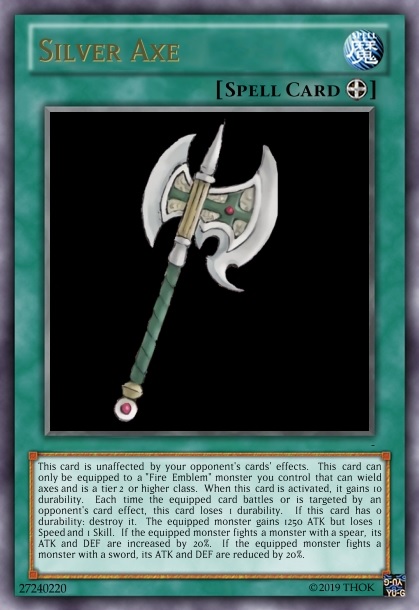 Silver Axe
魔
[Spell Card]
-
This card is unaffected by your opponent's cards' effects. This card can
only be equipped to a "Fire Emblem" monster you control that can wield
axes and is a tier 2 or higher class. When this card is activated, it gains 10
durability. Each time the equipped card battles or is targeted by an
opponent's card effect, this card loses 1 durability. If this card has 0
durability: destroy it. The equipped monster gains 1250 ATK but loses 1
Speed and 1 Skill. If the equipped monster fights a monster with a spear, its
ATK and DEF are increased by 20%. If the equipped monster fights a
monster with a sword, its ATK and DEF are reduced by 20%.
27240220
©2019 THOK